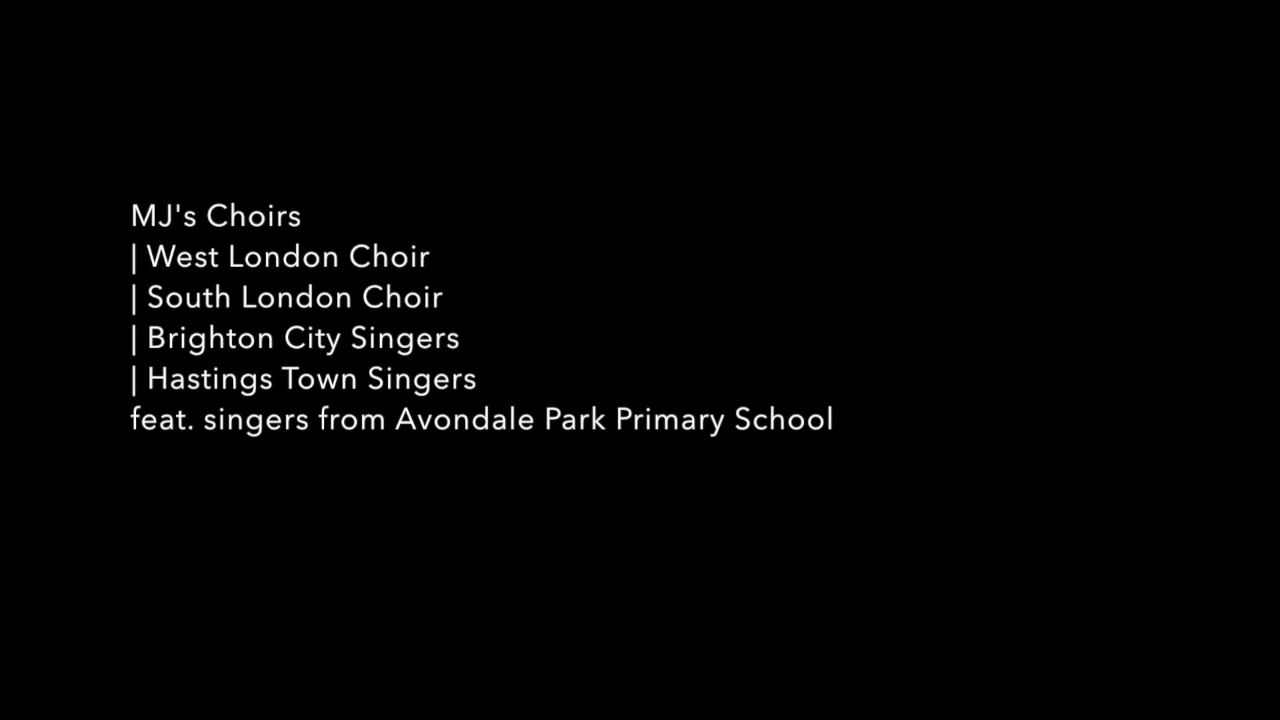 MJ's Choirs
| West London Choir
| South London Choir
| Brighton City Singers
| Hastings Town Singers
feat. singers from Avondale Park Primary School